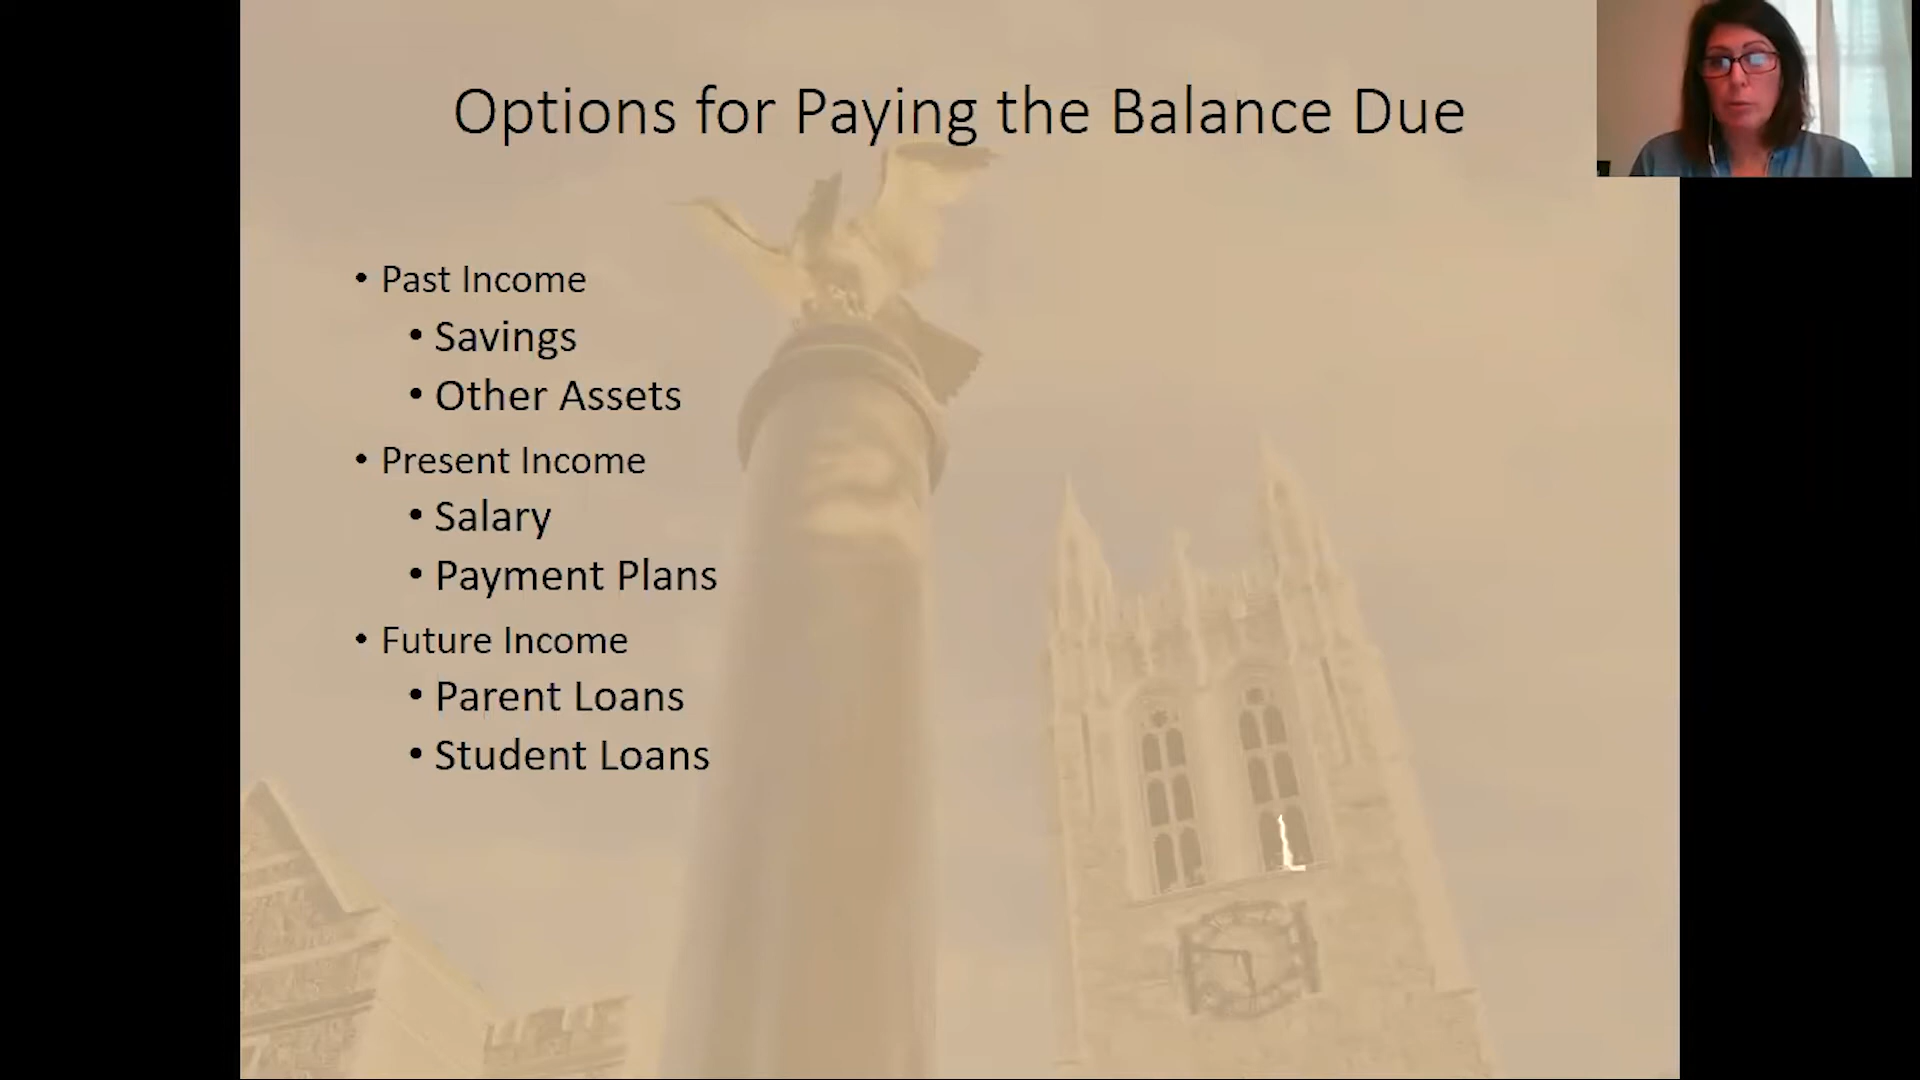 Options for Paying the Balance Due
• Past Income
• Savings
• Other Assets
• Present Income
• Salary
• Payment Plans
• Future Income
• Parent Loans
• Student Loans